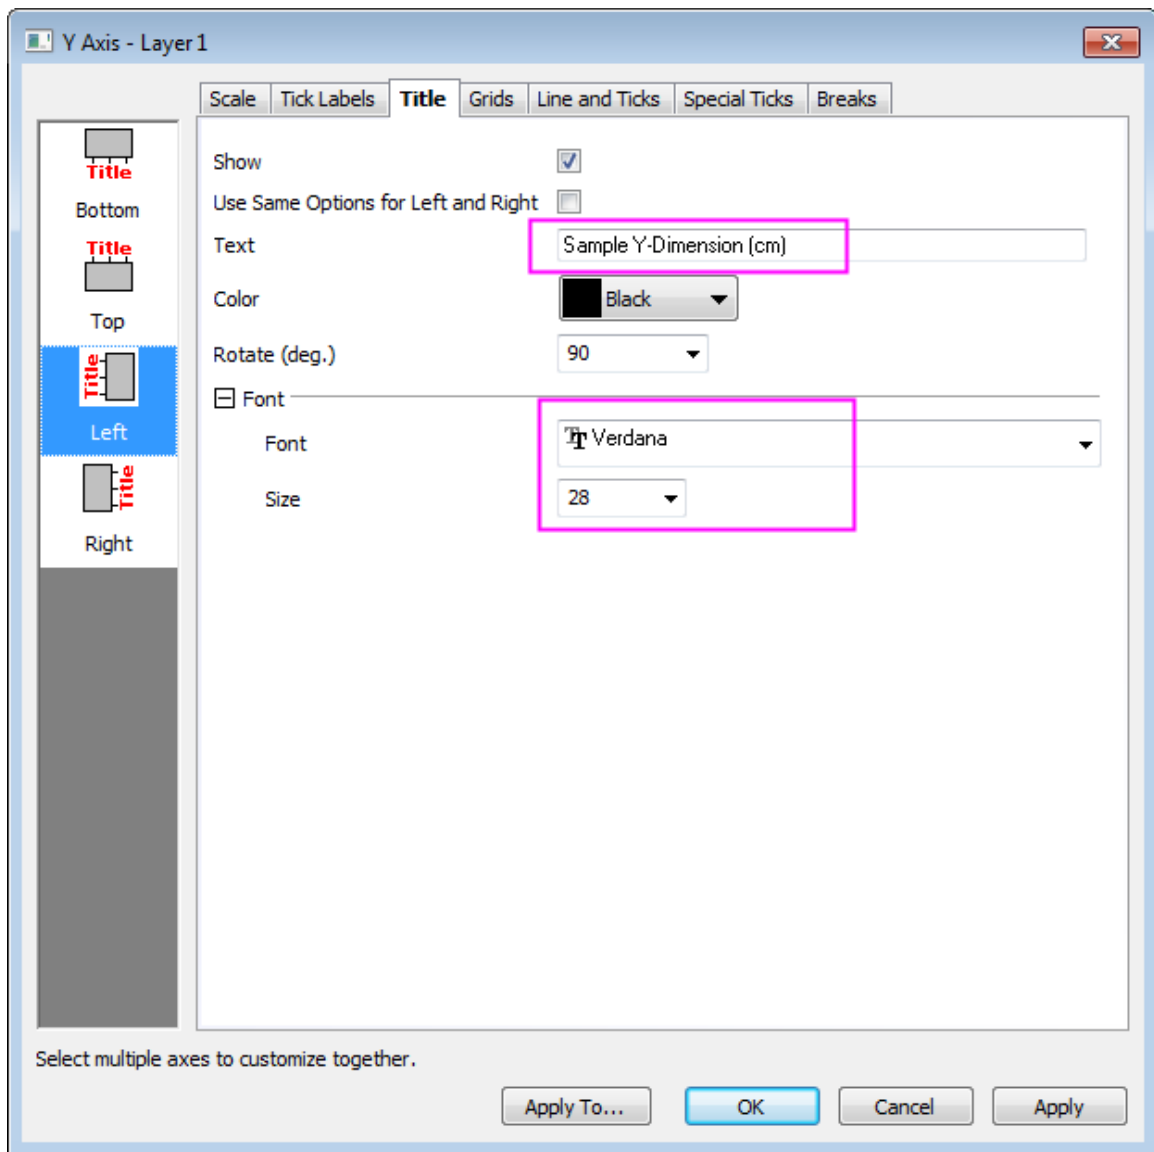 Y Axis - Layer1
Scale Tick Labels Title Grids Line and Ticks Special Ticks Breaks
Title
Bottom
Title
Top
Title
Left
Title
Right
Show
Use Same Options for Left and Right
Text Sample Y-Dimension (cm)
Color Black
Rotate (deg.) 90
Font
Font Verdana
Size 28
Select multiple axes to customize together.
Apply To... OK Cancel Apply